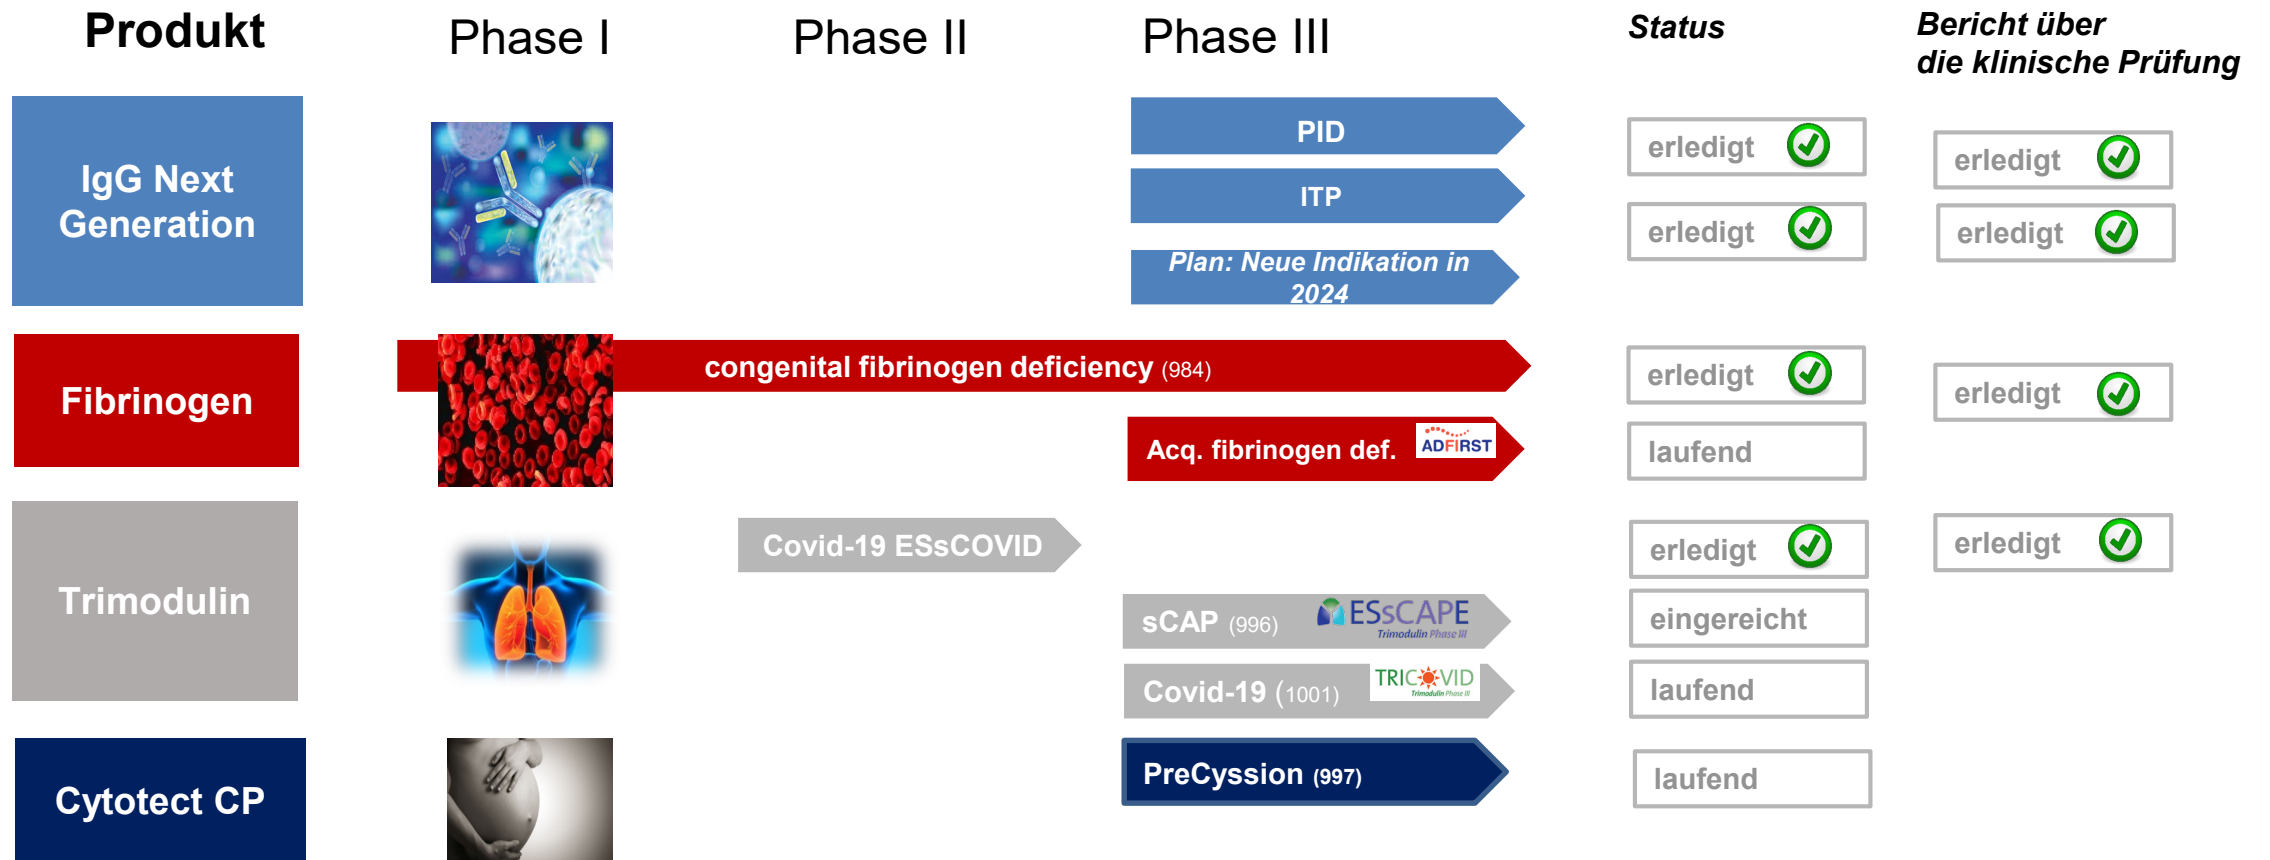 Produkt
Phase I
Phase II
Phase III
Status
Bericht über
die klinische Prüfung
IgG Next
Generation
PID
erledigt
erledigt
ITP
erledigt
erledigt
Plan: Neue Indikation in
2024
Fibrinogen
congenital fibrinogen deficiency (984)
erledigt
erledigt
Acq. fibrinogen def.
ADFIRST
laufend
Trimodulin
Covid-19 ESsCOVID
erledigt
erledigt
sCAP (996)
ESsCAPE
Trimodulin Phase III
eingereicht
Covid-19 (1001)
TRICOVID
Trimodulin Phase III
laufend
Cytotect CP
PreCyssion (997)
laufend